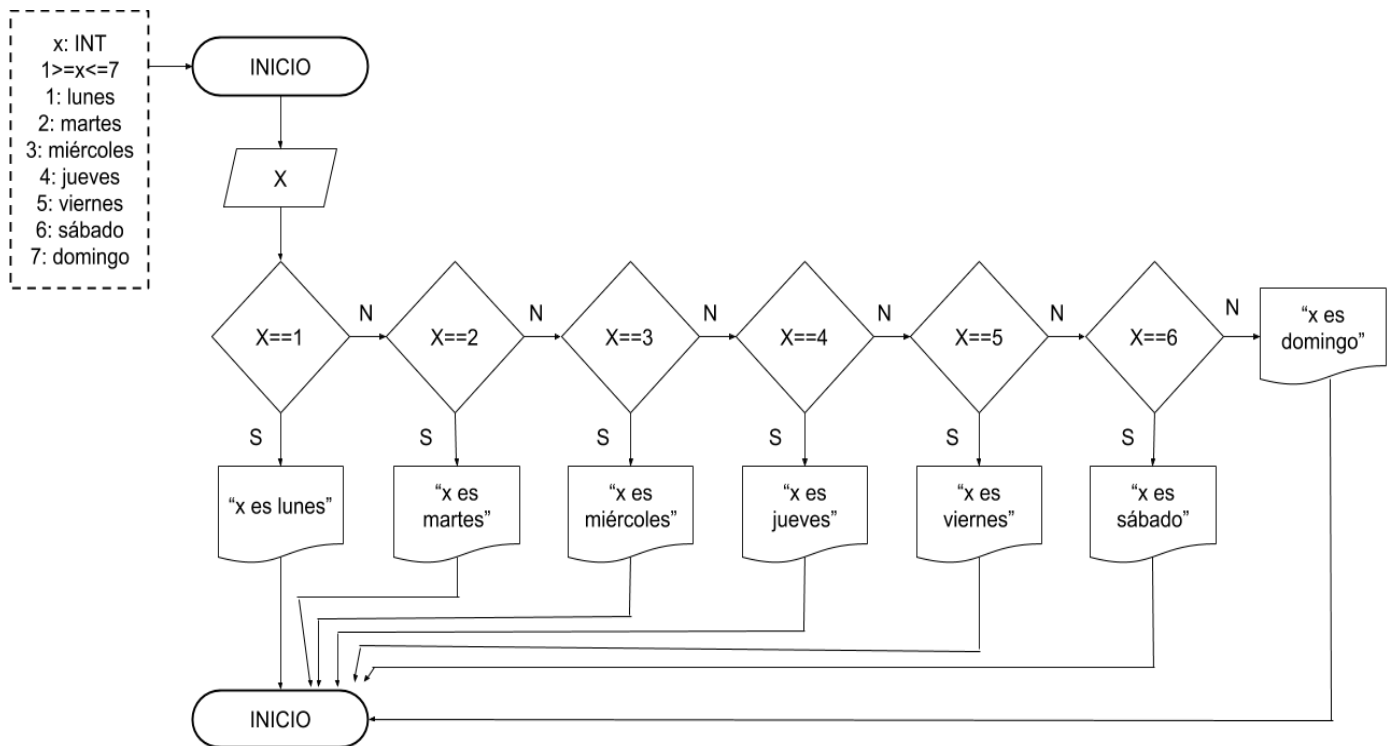 x: INT
1>=x<=7
1: lunes
2: martes
3: miércoles
4: jueves
5: viernes
6: sábado
7: domingo
INICIO
X
X==1
N
X==2
N
X==3
N
X==4
N
X==5
N
X==6
N
“x es
domingo”
S
S
S
S
S
S
“x es lunes”
“x es
martes”
“x es
miércoles”
“x es
jueves”
“x es
viernes”
“x es
sábado”
INICIO